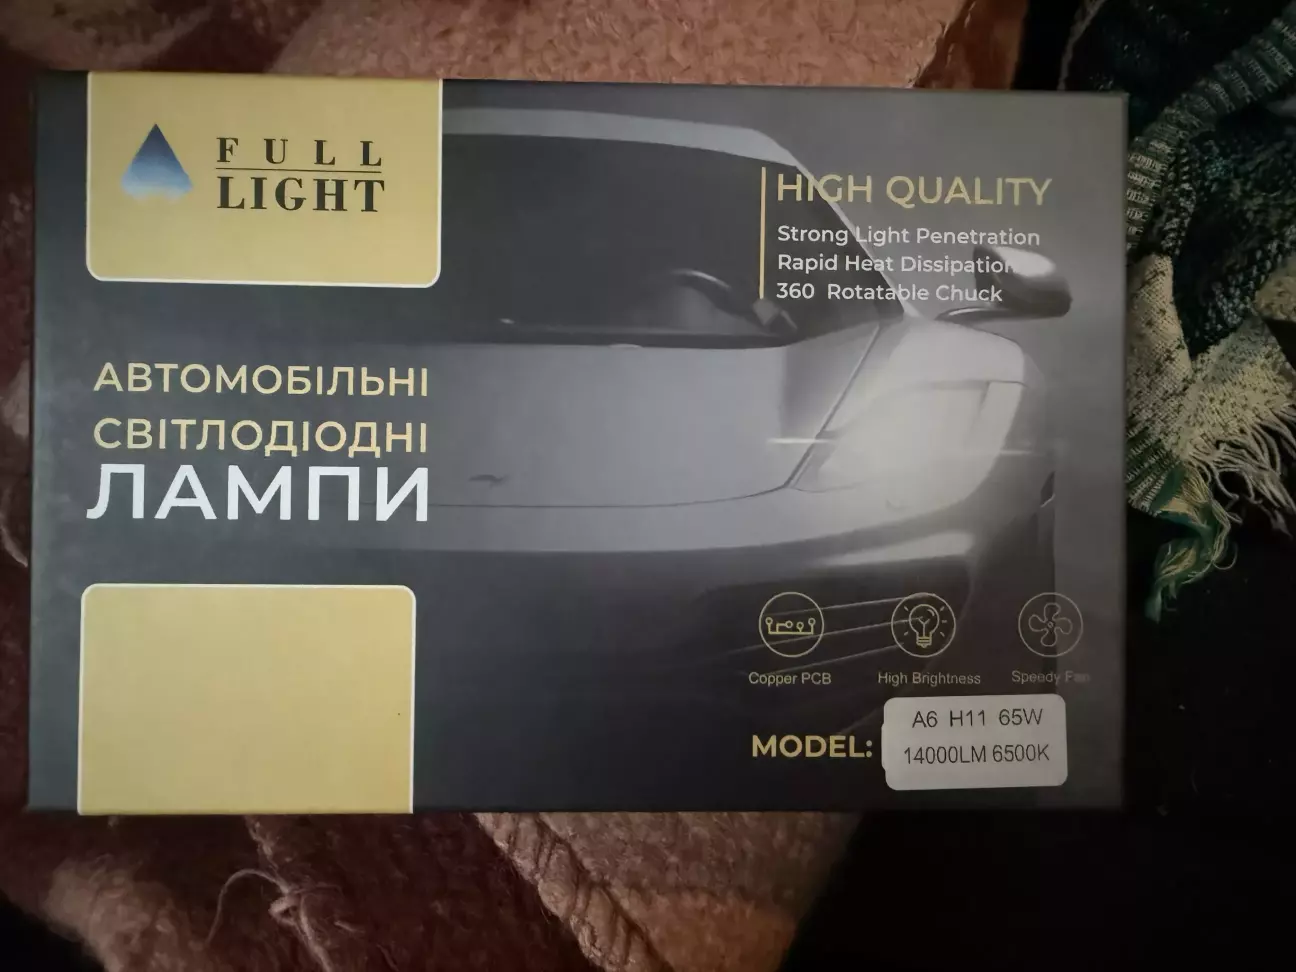 FULL
LIGHT
HIGH QUALITY
Strong Light Penetration
Rapid Heat Dissipation
360 Rotatable Chuck
АВТОМОБІЛЬНІ
СВІТЛОДІОДНІ
ЛАМПИ
Copper PCB
High Brightness
Speedy Fan
MODEL:
A6 H11 65W
14000LM 6500K